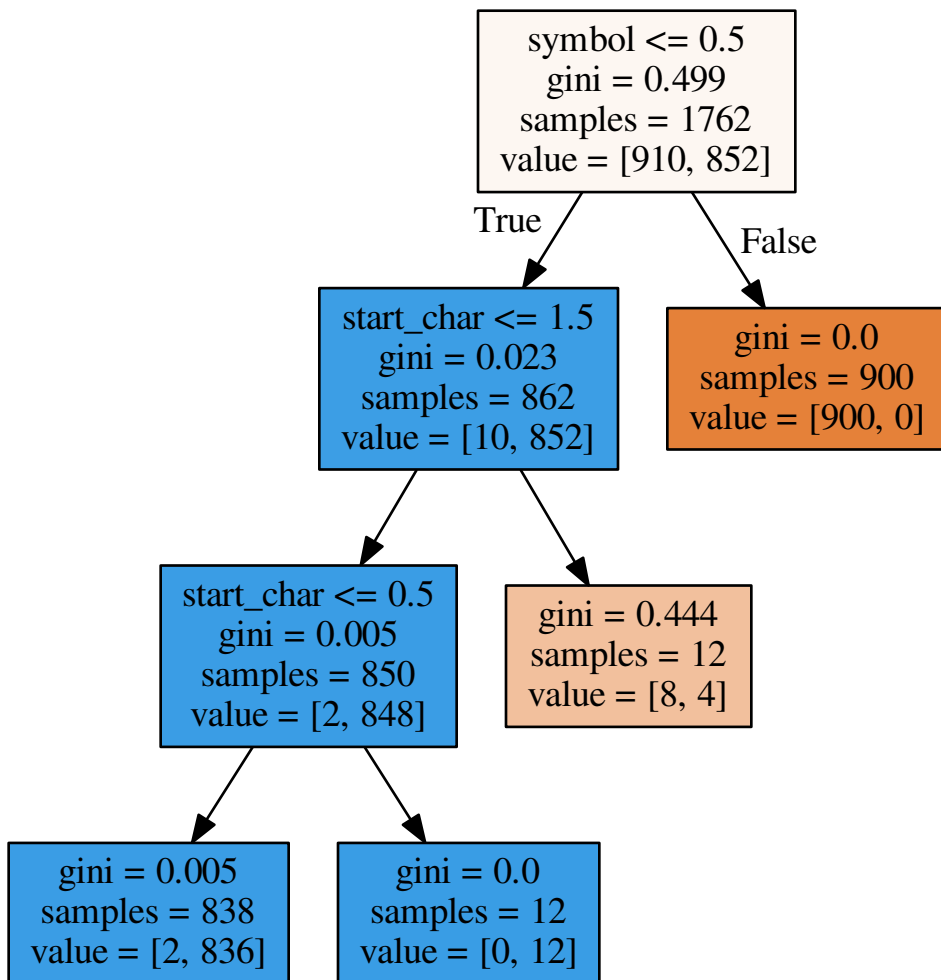 symbol <= 0.5
gini = 0.499
samples = 1762
value = [910, 852]
True
False
start_char <= 1.5
gini = 0.023
samples = 862
value = [10, 852]
gini = 0.0
samples = 900
value = [900, 0]
start_char <= 0.5
gini = 0.005
samples = 850
value = [2, 848]
gini = 0.444
samples = 12
value = [8, 4]
gini = 0.005
samples = 838
value = [2, 836]
gini = 0.0
samples = 12
value = [0, 12]